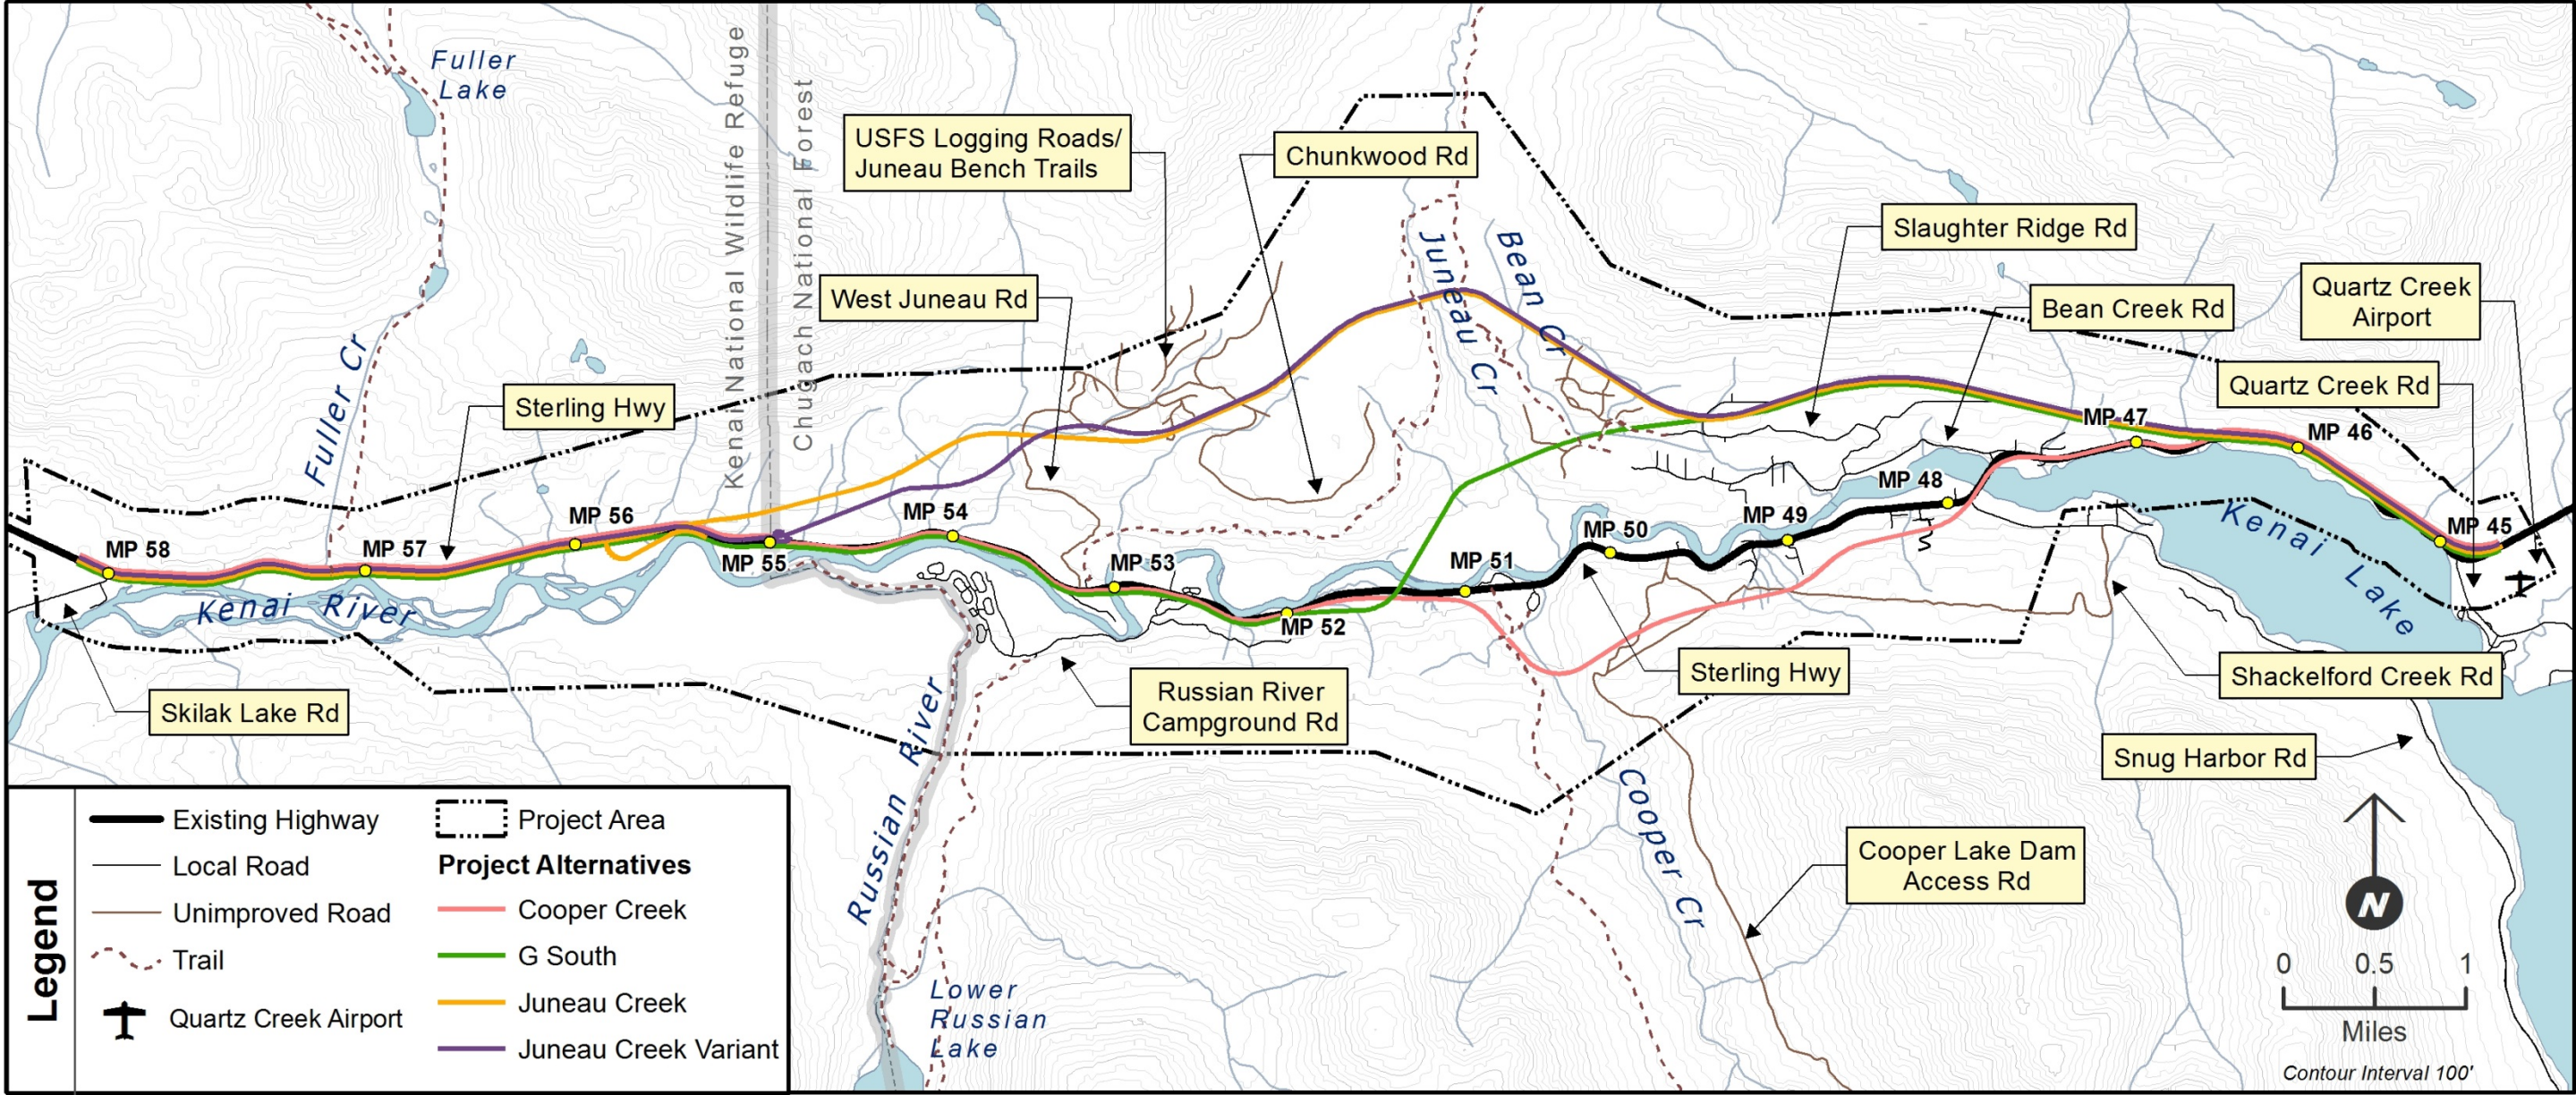 Fuller
Lake
Kenai National Wildlife Refuge
Chugach National Forest
USFS Logging Roads/
Juneau Bench Trails
Chunkwood Rd
Slaughter Ridge Rd
West Juneau Rd
Juneau Cr
Bean Cr
Bean Creek Rd
Quartz Creek
Airport
Fuller Cr
Sterling Hwy
Quartz Creek Rd
MP 58
MP 57
MP 56
MP 55
MP 54
MP 53
MP 52
MP 51
MP 50
MP 49
MP 48
MP 47
MP 46
MP 45
Kenai River
Kenai Lake
Skilak Lake Rd
Russian River
Campground Rd
Sterling Hwy
Shackelford Creek Rd
Snug Harbor Rd
Russian River
Cooper Cr
Cooper Lake Dam
Access Rd
Lower
Russian
Lake
Legend
Existing Highway
Local Road
Unimproved Road
Trail
Quartz Creek Airport
Project Area
Project Alternatives
Cooper Creek
G South
Juneau Creek
Juneau Creek Variant
N
0 0.5 1
Miles
Contour Interval 100'